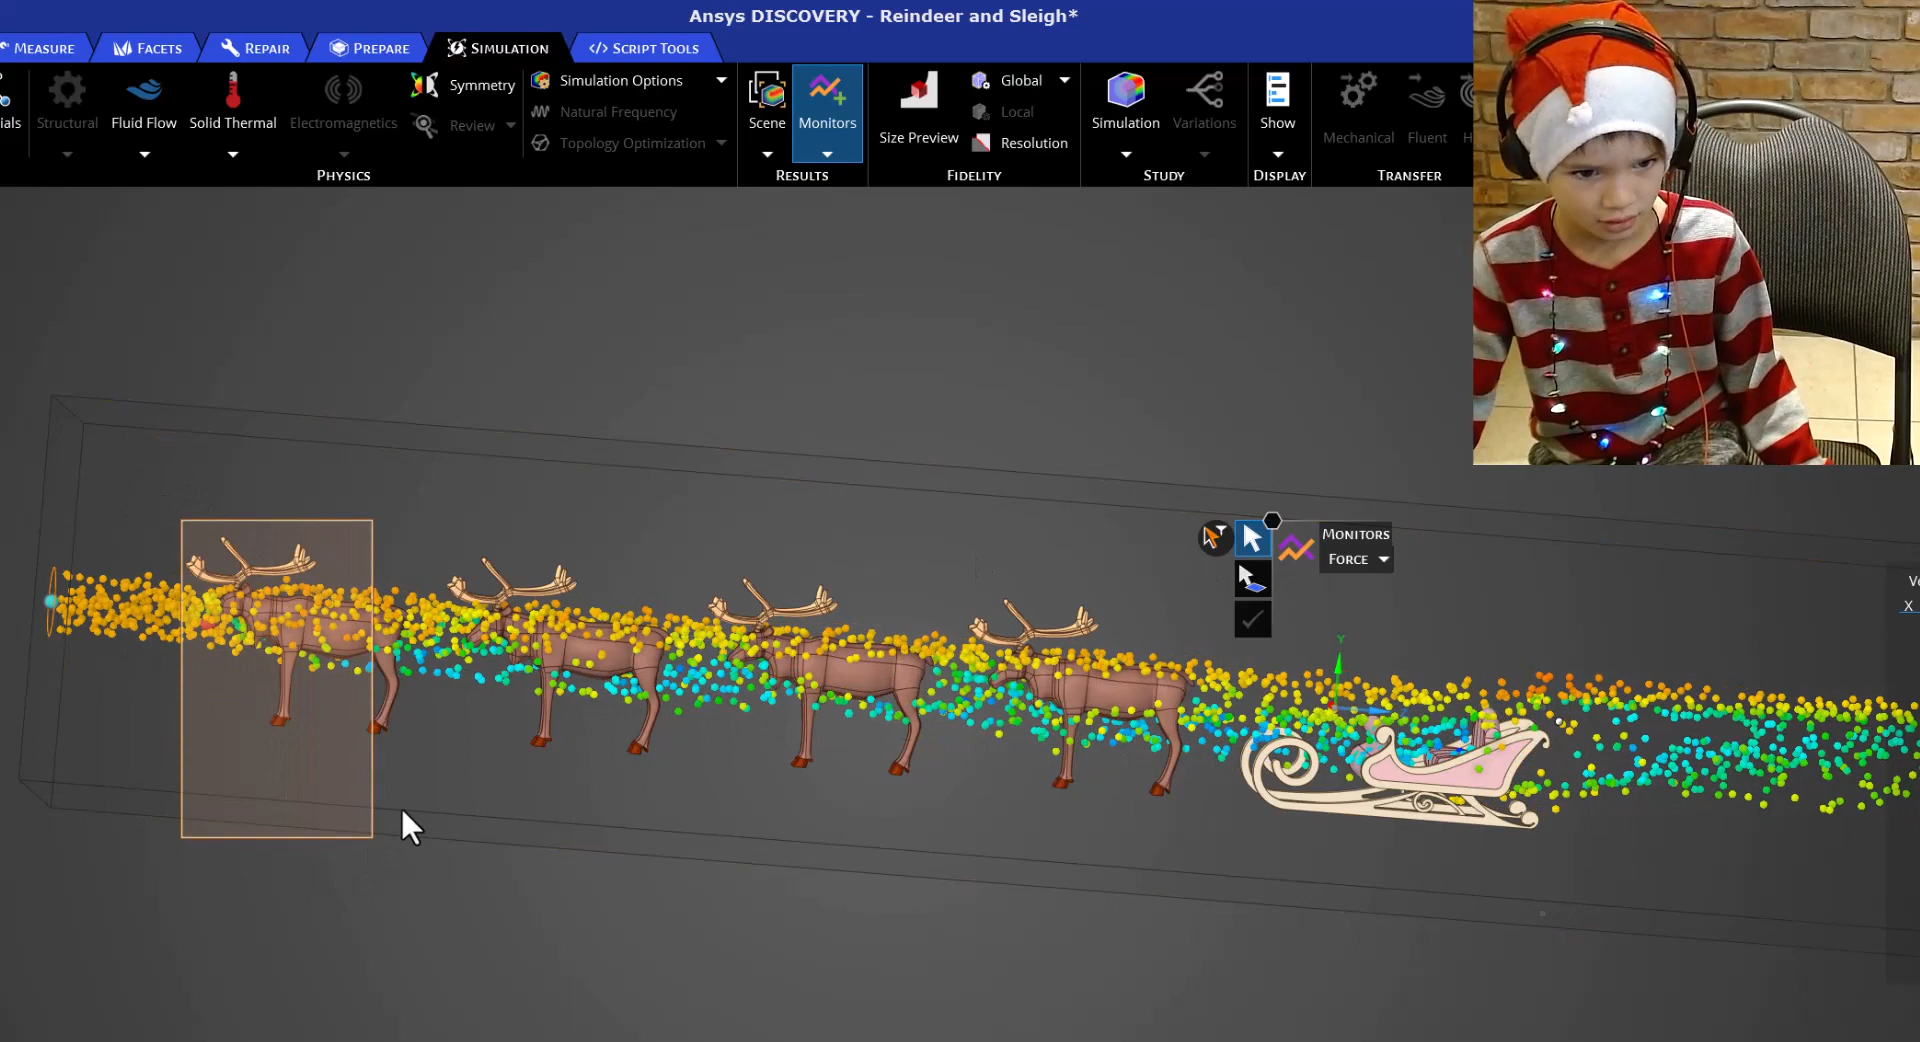 Ansys DISCOVERY - Reindeer and Sleigh*
MEASURE
FACETS
REPAIR
PREPARE
SIMULATION
SCRIPT TOOLS
ials
Structural
Fluid Flow
Solid Thermal
Electromagnetics
Symmetry
Review
PHYSICS
Simulation Options
Natural Frequency
Topology Optimization
Scene
Monitors
RESULTS
Size Preview
Global
Local
Resolution
FIDELITY
Simulation
Variations
STUDY
Show
DISPLAY
Mechanical
Fluent
H
TRANSFER
MONITORS
FORCE
Y
Ve
X